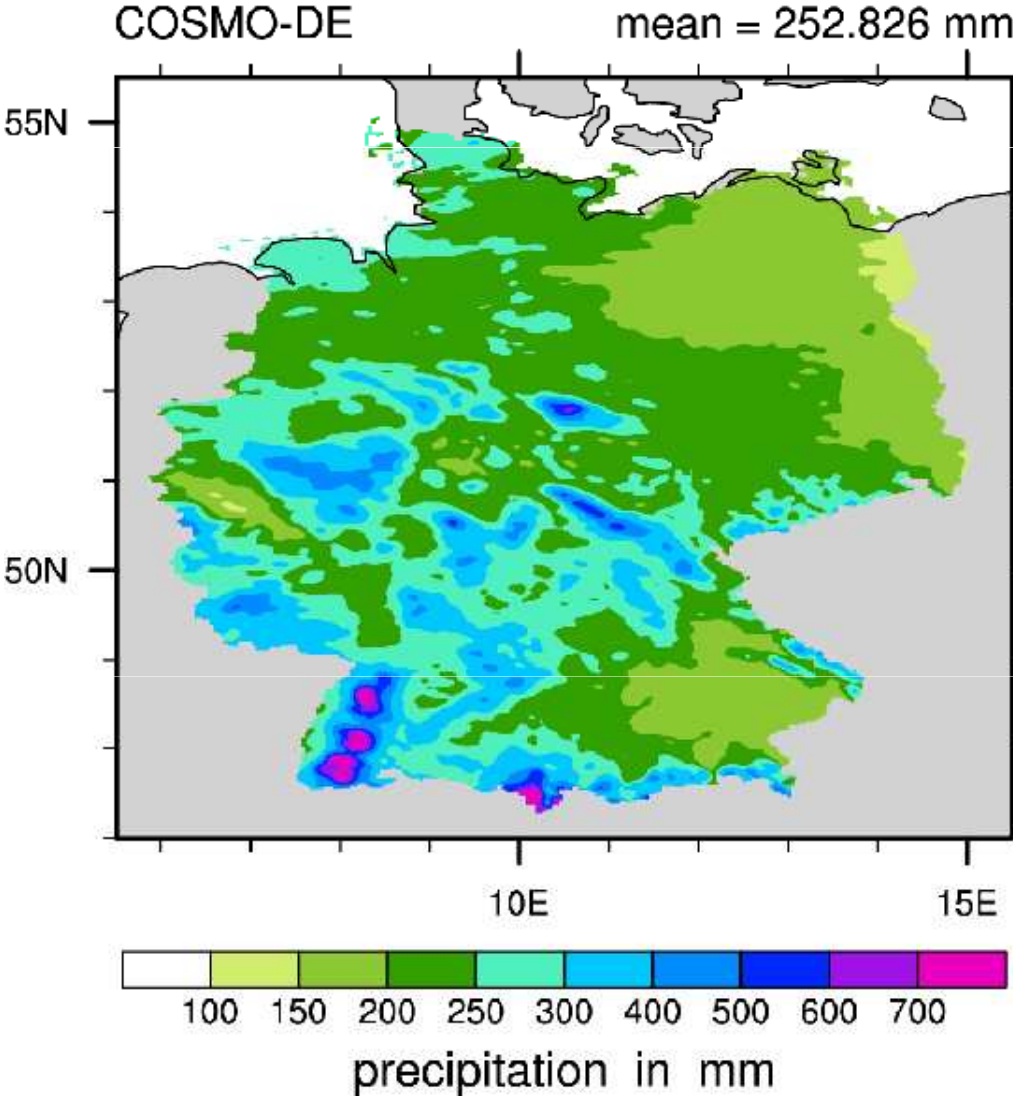 COSMO-DE mean = 252.826 mm
55N
50N
10E 15E
100 150 200 250 300 400 500 600 700
precipitation in mm